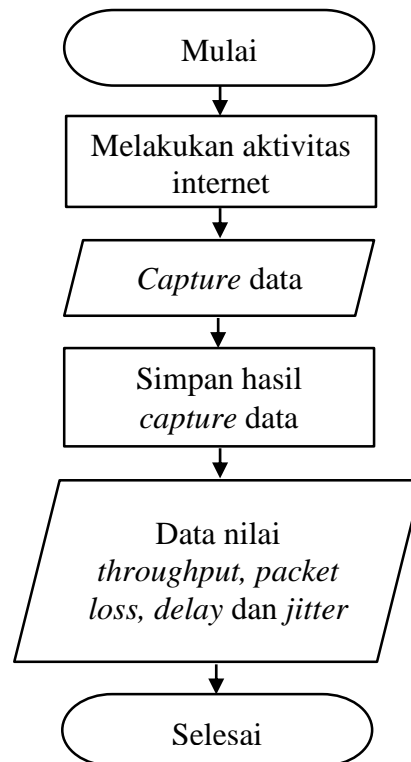 Mulai
Melakukan aktivitas
internet
Capture data
Simpan hasil
capture data
Data nilai
throughput, packet
loss, delay dan jitter
Selesai